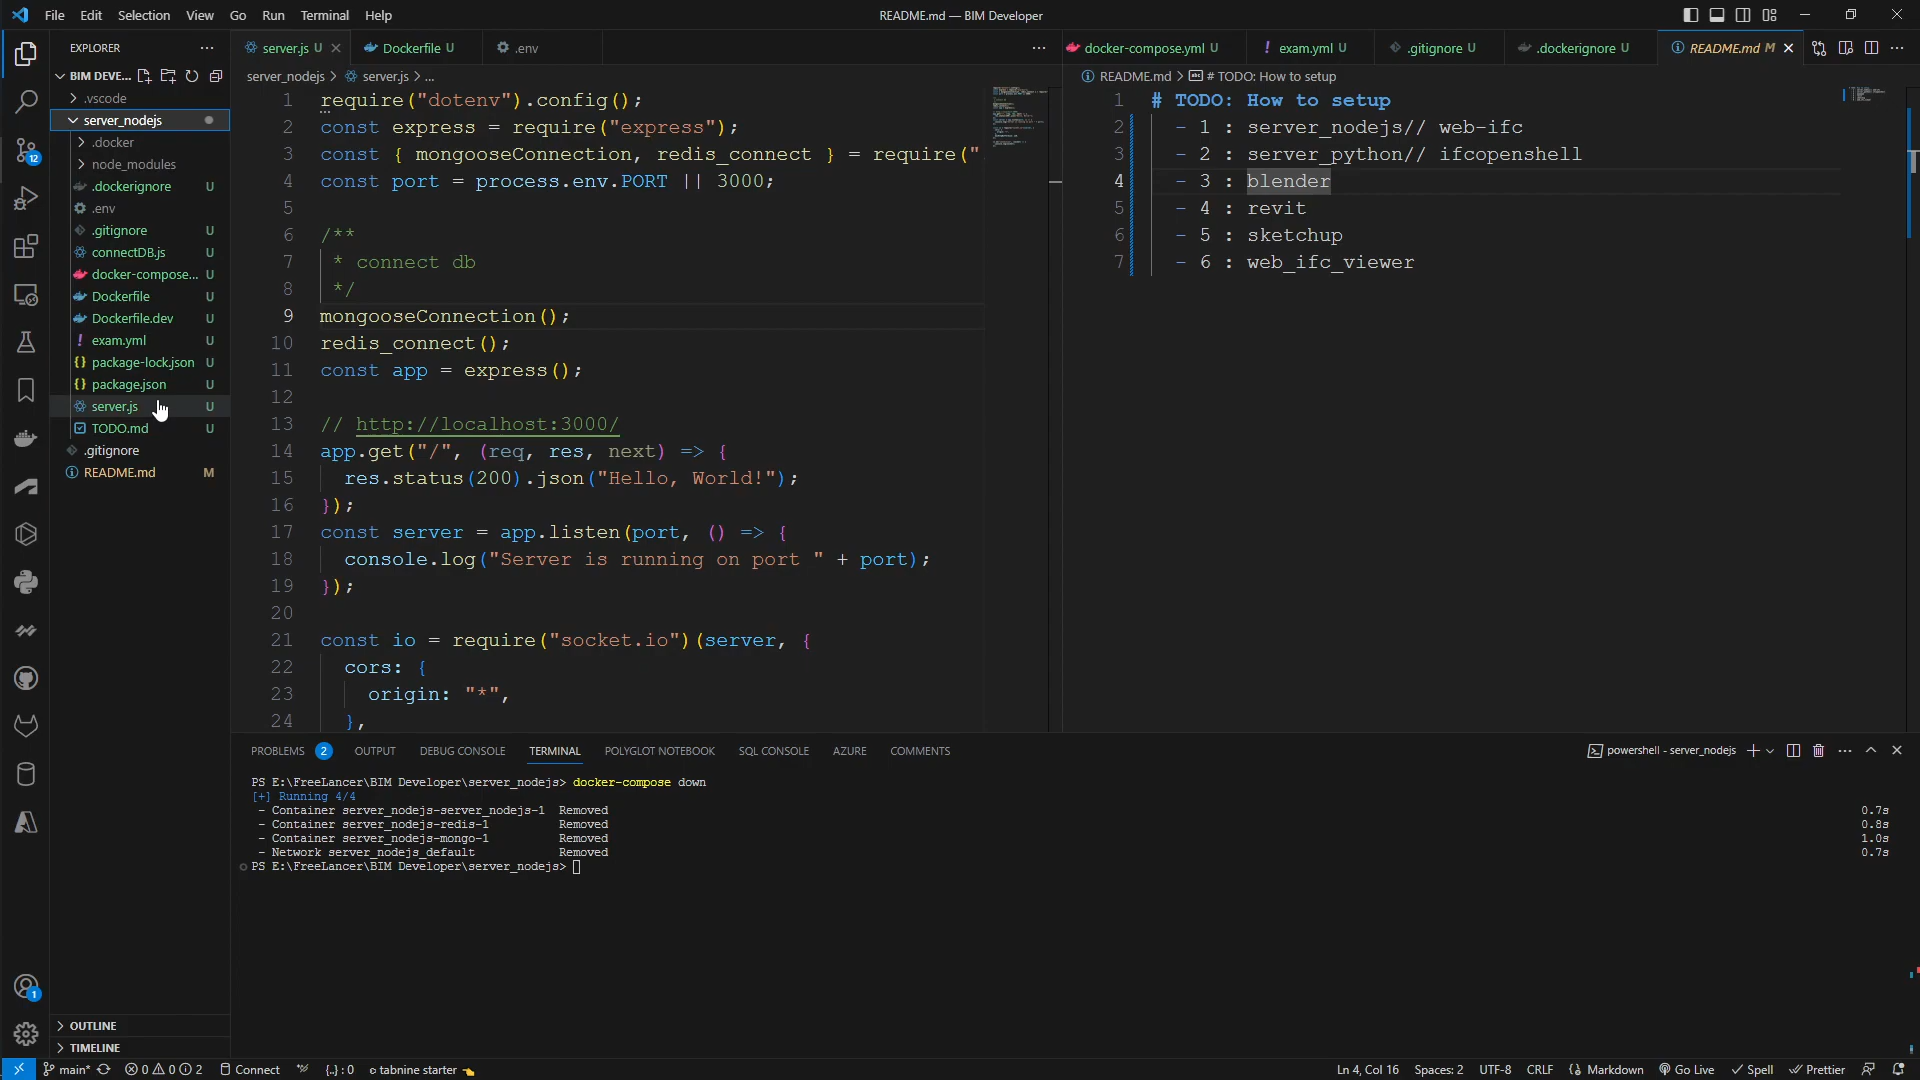 File Edit Selection View Go Run Terminal Help
README.md — BIM Developer
EXPLORER
BIM DEVE...
.vscode
server_nodejs
.docker
node_modules
.dockerignore U
.env
.gitignore U
connectDB.js U
docker-compose... U
Dockerfile U
Dockerfile.dev U
exam.yml U
package-lock.json U
package.json U
server.js U
TODO.md U
.gitignore
README.md M
OUTLINE
TIMELINE
12
1
server.js U
Dockerfile U
.env
server_nodejs > server.js > ...
1 require("dotenv").config();
2 const express = require("express");
3 const { mongooseConnection, redis_connect } = require("
4 const port = process.env.PORT || 3000;
5
6 /**
7 * connect db
8 */
9 mongooseConnection();
10 redis_connect();
11 const app = express();
12
13 // http://localhost:3000/
14 app.get("/", (req, res, next) => {
15 res.status(200).json("Hello, World!");
16 });
17 const server = app.listen(port, () => {
18 console.log("Server is running on port " + port);
19 });
20
21 const io = require("socket.io")(server, {
22 cors: {
23 origin: "*",
24 },
docker-compose.yml U
exam.yml U
.gitignore U
.dockerignore U
README.md M
README.md > # TODO: How to setup
1 # TODO: How to setup
2 - 1 : server_nodejs// web-ifc
3 - 2 : server_python// ifcopenshell
4 - 3 : blender
5 - 4 : revit
6 - 5 : sketchup
7 - 6 : web_ifc_viewer
PROBLEMS 2 OUTPUT DEBUG CONSOLE TERMINAL POLYGLOT NOTEBOOK SQL CONSOLE AZURE COMMENTS
powershell - server_nodejs
PS E:\FreeLancer\BIM Developer\server_nodejs> docker-compose down
[+] Running 4/4
- Container server_nodejs-server_nodejs-1 Removed 0.7s
- Container server_nodejs-redis-1 Removed 0.8s
- Container server_nodejs-mongo-1 Removed 1.0s
- Network server_nodejs_default Removed 0.7s
PS E:\FreeLancer\BIM Developer\server_nodejs>
main* 0 0 2 Connect {..} : 0 tabnine starter
Ln 4, Col 16 Spaces: 2 UTF-8 CRLF Markdown Go Live Spell Prettier